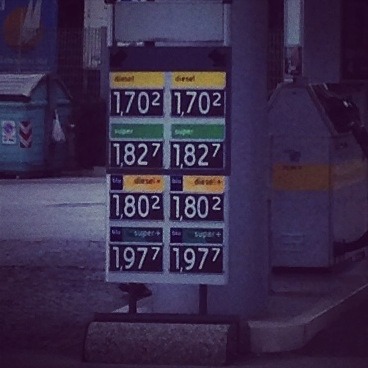 diesel diesel
1,702 1,702
super super
1,827 1,827
blu diesel+ blu diesel+
1,802 1,802
blu super+ blu super+
1,977 1,977